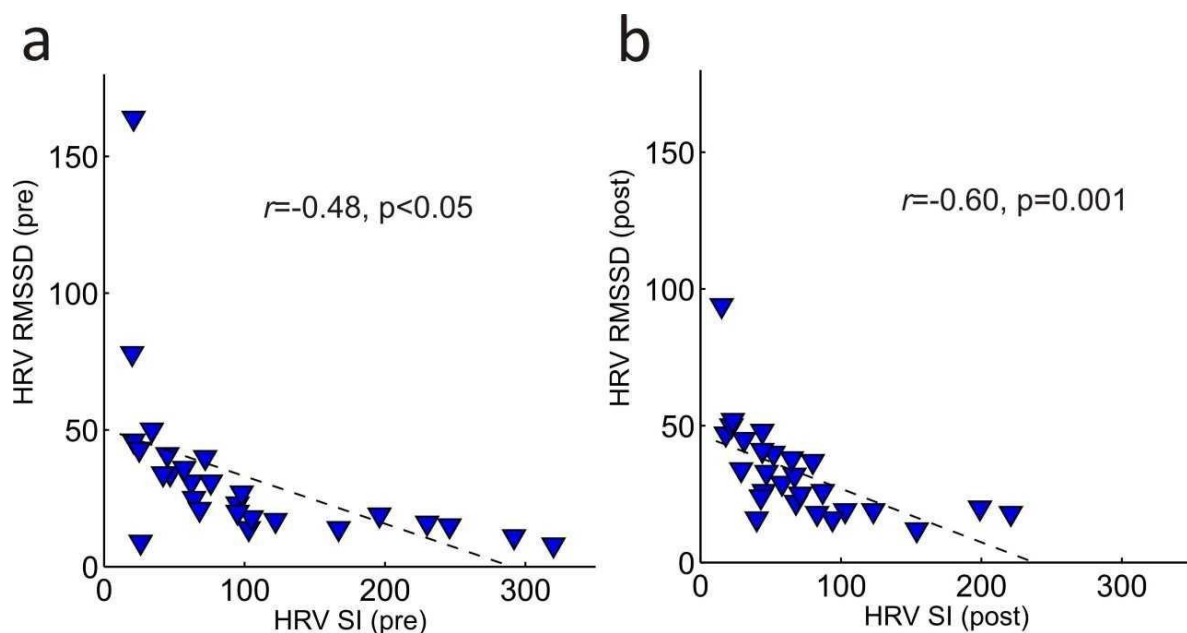 a
HRV RMSSD (pre)
150
100
50
0
r=-0.48, p<0.05
0 100 200 300
HRV SI (pre)
b
HRV RMSSD (post)
150
100
50
0
r=-0.60, p=0.001
0 100 200 300
HRV SI (post)